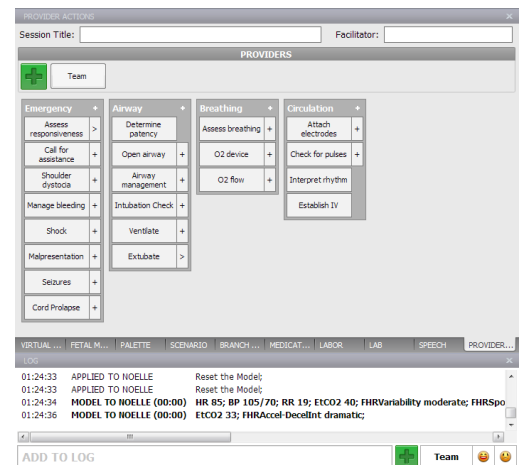 PROVIDER ACTIONS
Session Title: Facilitator:
PROVIDERS
Team
Emergency +
Assess
responsiveness >
Call for
assistance +
Shoulder
dystocia +
Manage bleeding +
Shock +
Malpresentation +
Seizures +
Cord Prolapse +
Airway +
Determine
patency
Open airway +
Airway
management +
Intubation Check +
Ventilate +
Extubate >
Breathing +
Assess breathing +
O2 device +
O2 flow +
Circulation +
Attach
electrodes +
Check for pulses +
Interpret rhythm
Establish IV
VIRTUAL ... FETAL M... PALETTE SCENARIO BRANCH ... MEDICAT... LABOR LAB SPEECH PROVIDER...
LOG
01:24:33 APPLIED TO NOELLE Reset the Model;
01:24:33 APPLIED TO NOELLE Reset the Model;
01:24:34 MODEL TO NOELLE (00:00) HR 85; BP 105/70; RR 19; EtCO2 40; FHRVariability moderate; FHRSpo
01:24:36 MODEL TO NOELLE (00:00) EtCO2 33; FHRAccel-DecelInt dramatic;
ADD TO LOG Team